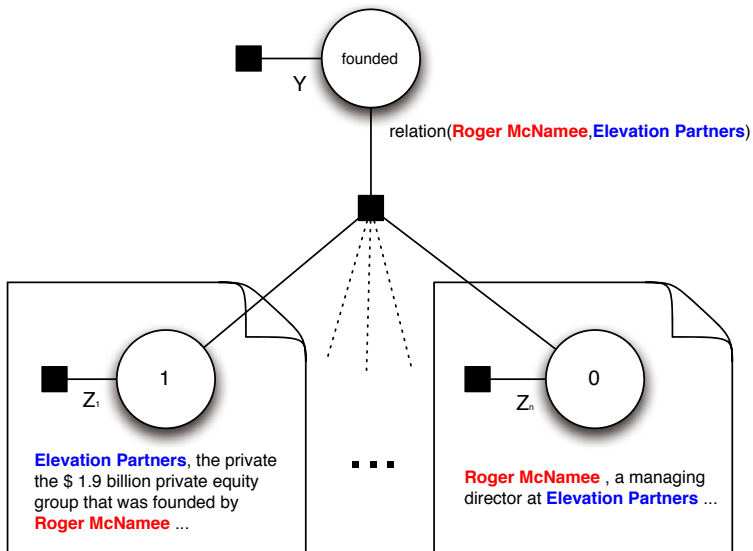 founded
Y
relation(Roger McNamee,Elevation Partners)
1
Z1
Elevation Partners, the private
the $ 1.9 billion private equity
group that was founded by
Roger McNamee ...
...
0
Zn
Roger McNamee , a managing
director at Elevation Partners ...